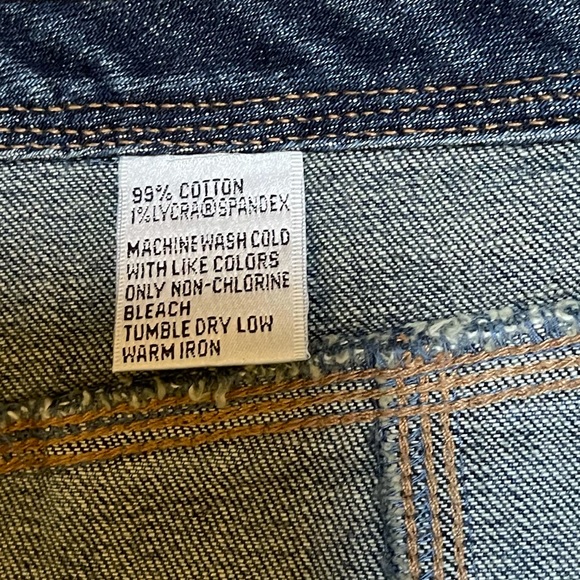 99% COTTON
1% LYCRA® SPANDEX
MACHINE WASH COLD
WITH LIKE COLORS
ONLY NON-CHLORINE
BLEACH
TUMBLE DRY LOW
WARM IRON